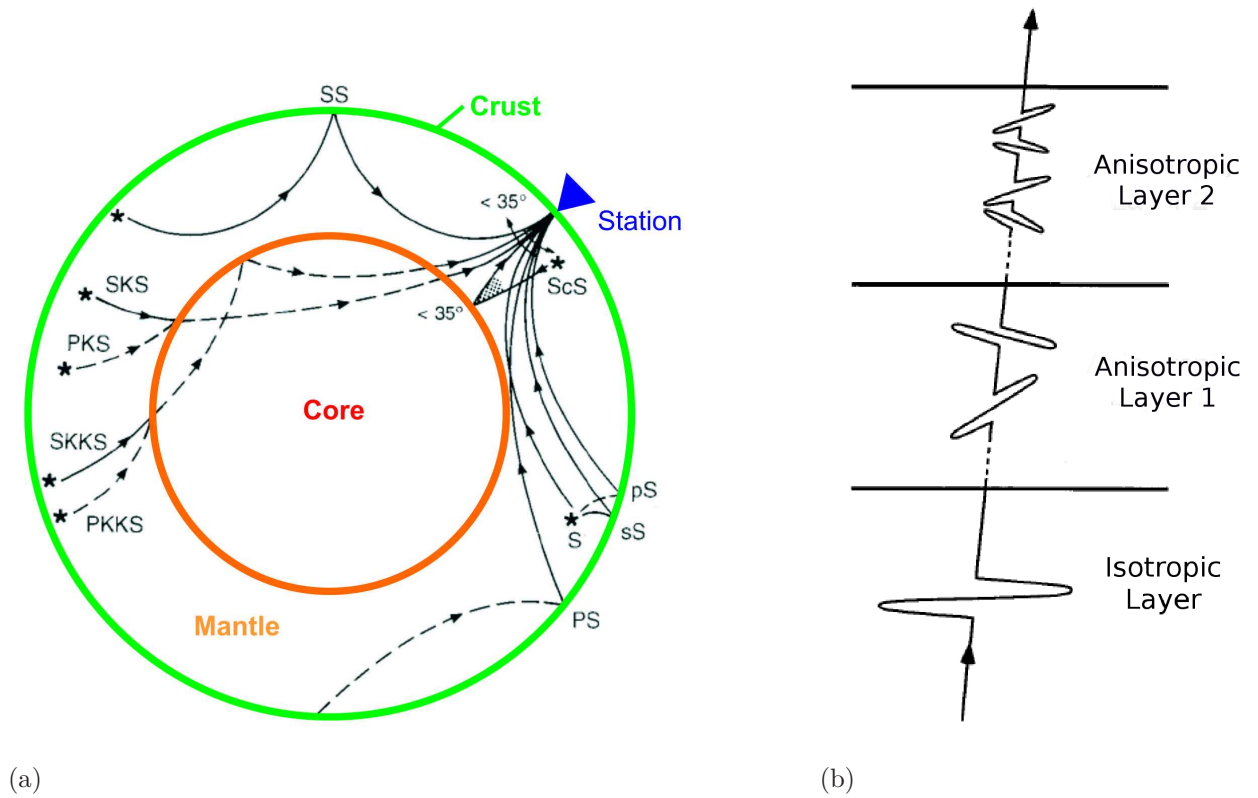 SS
Crust
< 35°
Station
SKS
ScS
< 35°
PKS
Core
SKKS
pS
PKKS
S
sS
PS
Mantle
(a)
Anisotropic
Layer 2
Anisotropic
Layer 1
Isotropic
Layer
(b)